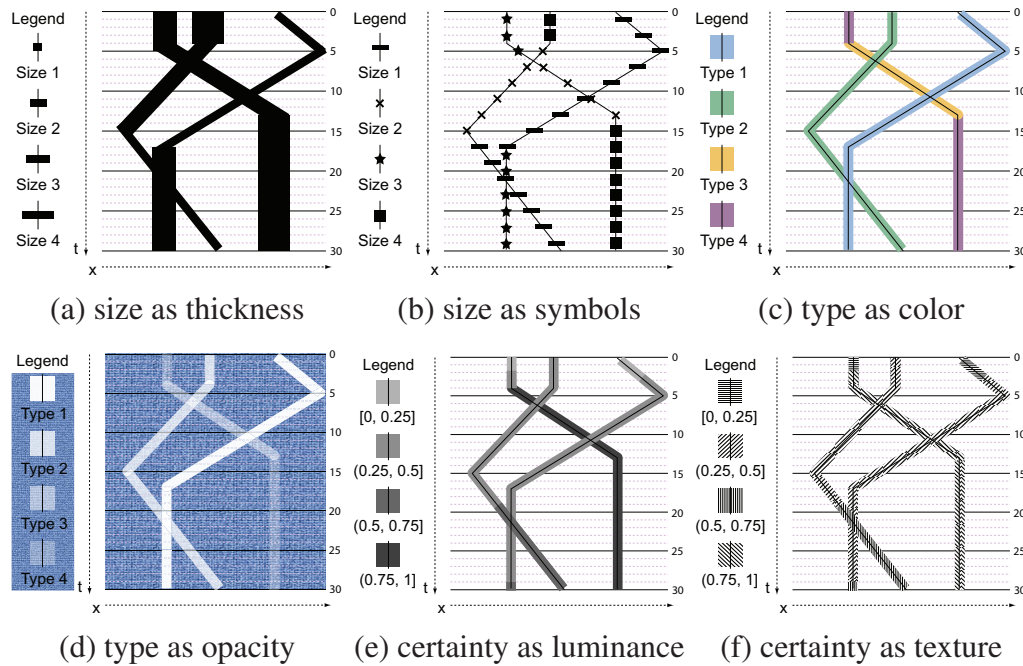 Legend
Size 1
Size 2
Size 3
Size 4
0
5
10
15
20
25
30
t
x
(a) size as thickness
Legend
Size 1
Size 2
Size 3
Size 4
0
5
10
15
20
25
30
t
x
(b) size as symbols
Legend
Type 1
Type 2
Type 3
Type 4
0
5
10
15
20
25
30
t
x
(c) type as color
Legend
Type 1
Type 2
Type 3
Type 4
0
5
10
15
20
25
30
t
x
(d) type as opacity
Legend
[0, 0.25]
(0.25, 0.5]
(0.5, 0.75]
(0.75, 1]
0
5
10
15
20
25
30
t
x
(e) certainty as luminance
Legend
[0, 0.25]
(0.25, 0.5]
(0.5, 0.75]
(0.75, 1]
0
5
10
15
20
25
30
t
x
(f) certainty as texture